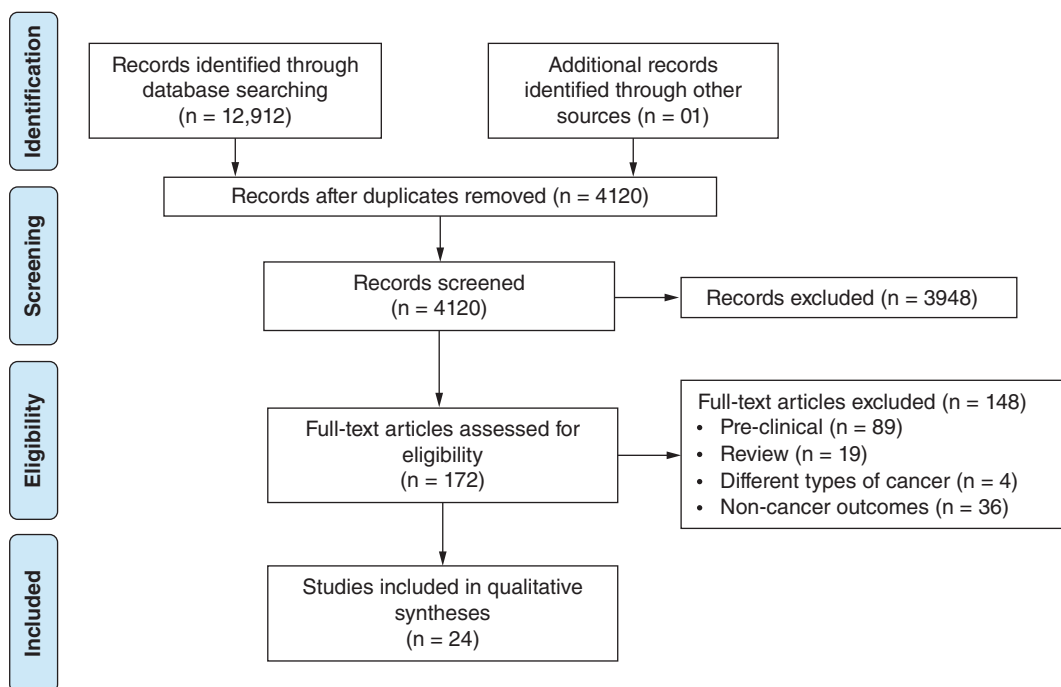 Identification
Records identified through
database searching
(n = 12,912)
Additional records
identified through other
sources (n = 01)
Records after duplicates removed (n = 4120)
Screening
Records screened
(n = 4120)
Records excluded (n = 3948)
Eligibility
Full-text articles assessed for
eligibility
(n = 172)
Full-text articles excluded (n = 148)
• Pre-clinical (n = 89)
• Review (n = 19)
• Different types of cancer (n = 4)
• Non-cancer outcomes (n = 36)
Included
Studies included in qualitative
syntheses
(n = 24)